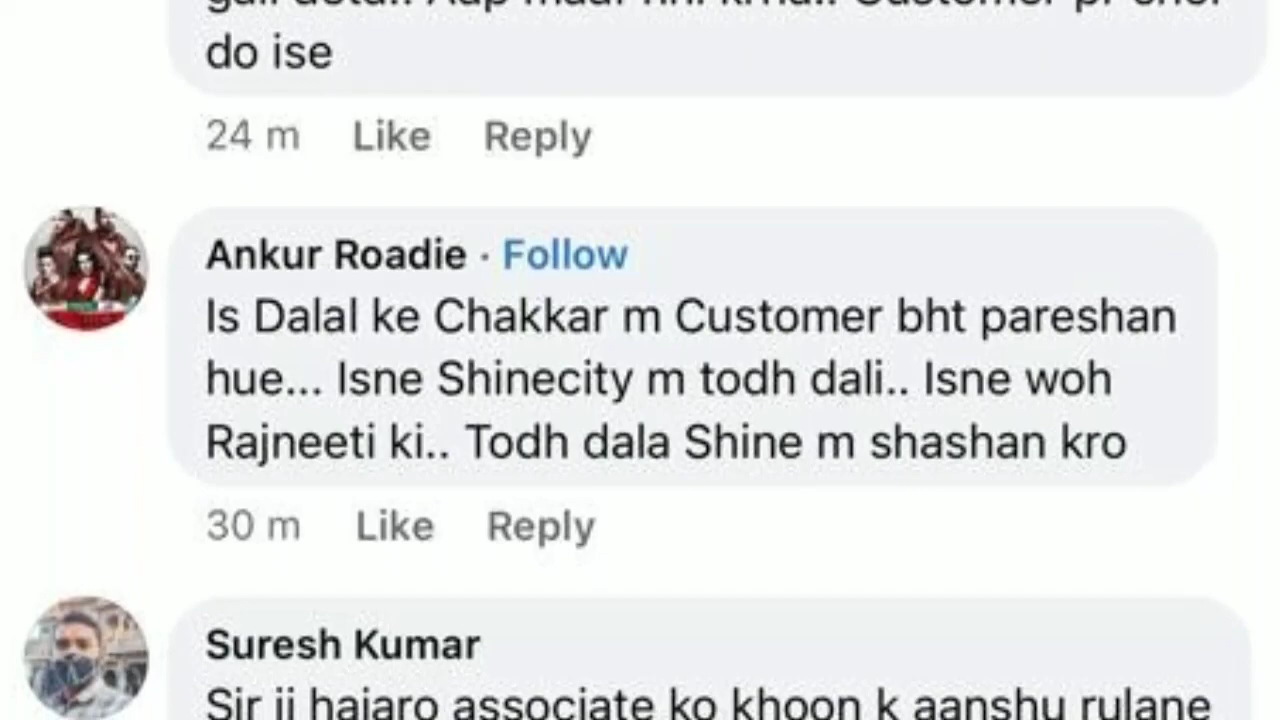 do ise
24 m Like Reply
Ankur Roadie · Follow
Is Dalal ke Chakkar m Customer bht pareshan
hue... Isne Shinecity m todh dali.. Isne woh
Rajneeti ki.. Todh dala Shine m shashan kro
30 m Like Reply
Suresh Kumar
Sir ji hajaro associate ko khoon k aanshu rulane